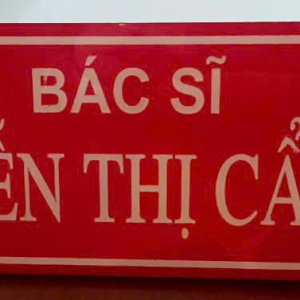 BÁC SĨ
ỄN THỊ CẨ